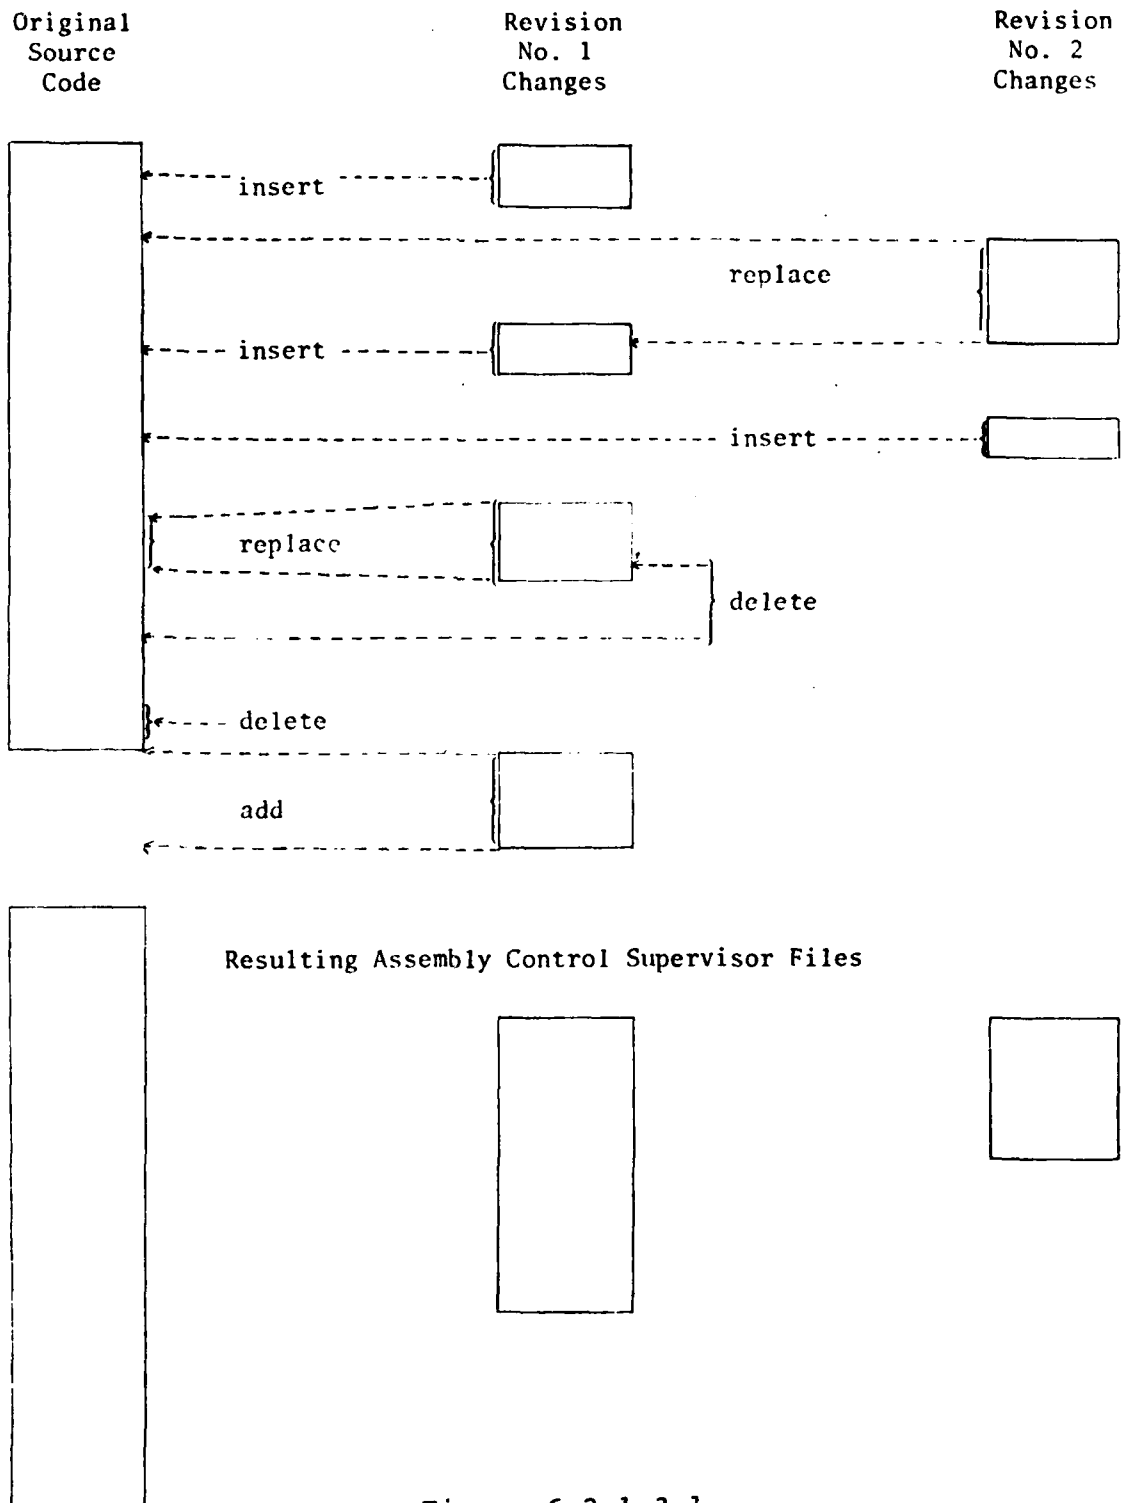 Original
Source
Code
Revision
No. 1
Changes
Revision
No. 2
Changes
insert
replace
insert
insert
replace
delete
delete
add
Resulting Assembly Control Supervisor Files